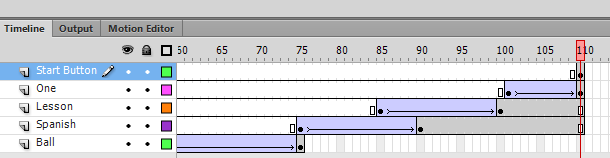 Timeline Output Motion Editor
60 65 70 75 80 85 90 95 100 105 110
Start Button
One
Lesson
Spanish
Ball